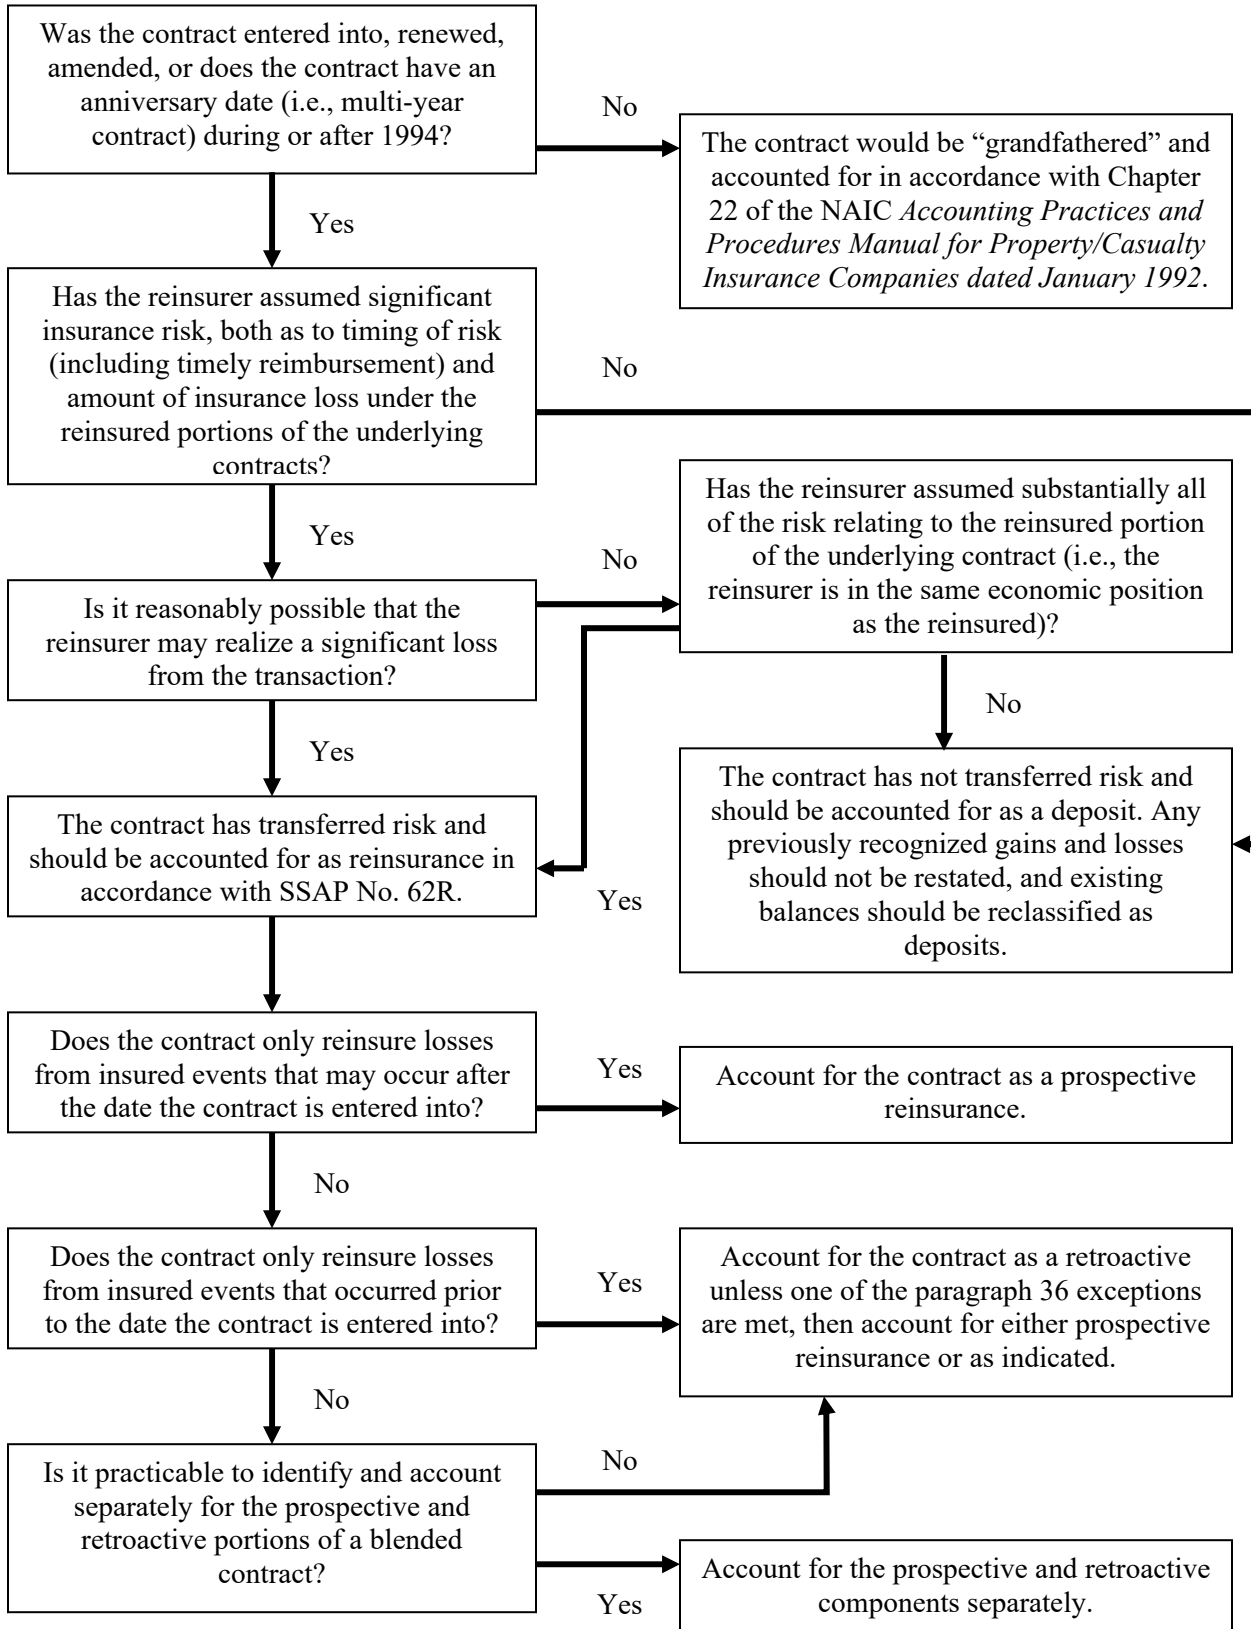 Was the contract entered into, renewed,
amended, or does the contract have an
anniversary date (i.e., multi-year
contract) during or after 1994?
No
The contract would be “grandfathered” and
accounted for in accordance with Chapter
22 of the NAIC Accounting Practices and
Procedures Manual for Property/Casualty
Insurance Companies dated January 1992.
Yes
Has the reinsurer assumed significant
insurance risk, both as to timing of risk
(including timely reimbursement) and
amount of insurance loss under the
reinsured portions of the underlying
contracts?
No
Yes
Has the reinsurer assumed substantially all
of the risk relating to the reinsured portion
of the underlying contract (i.e., the
reinsurer is in the same economic position
as the reinsured)?
No
Is it reasonably possible that the
reinsurer may realize a significant loss
from the transaction?
No
Yes
The contract has not transferred risk and
should be accounted for as a deposit. Any
previously recognized gains and losses
should not be restated, and existing
balances should be reclassified as
deposits.
The contract has transferred risk and
should be accounted for as reinsurance in
accordance with SSAP No. 62R.
Yes
Does the contract only reinsure losses
from insured events that may occur after
the date the contract is entered into?
Yes
Account for the contract as a prospective
reinsurance.
No
Does the contract only reinsure losses
from insured events that occurred prior
to the date the contract is entered into?
Yes
Account for the contract as a retroactive
unless one of the paragraph 36 exceptions
are met, then account for either prospective
reinsurance or as indicated.
No
Is it practicable to identify and account
separately for the prospective and
retroactive portions of a blended
contract?
No
Yes
Account for the prospective and retroactive
components separately.